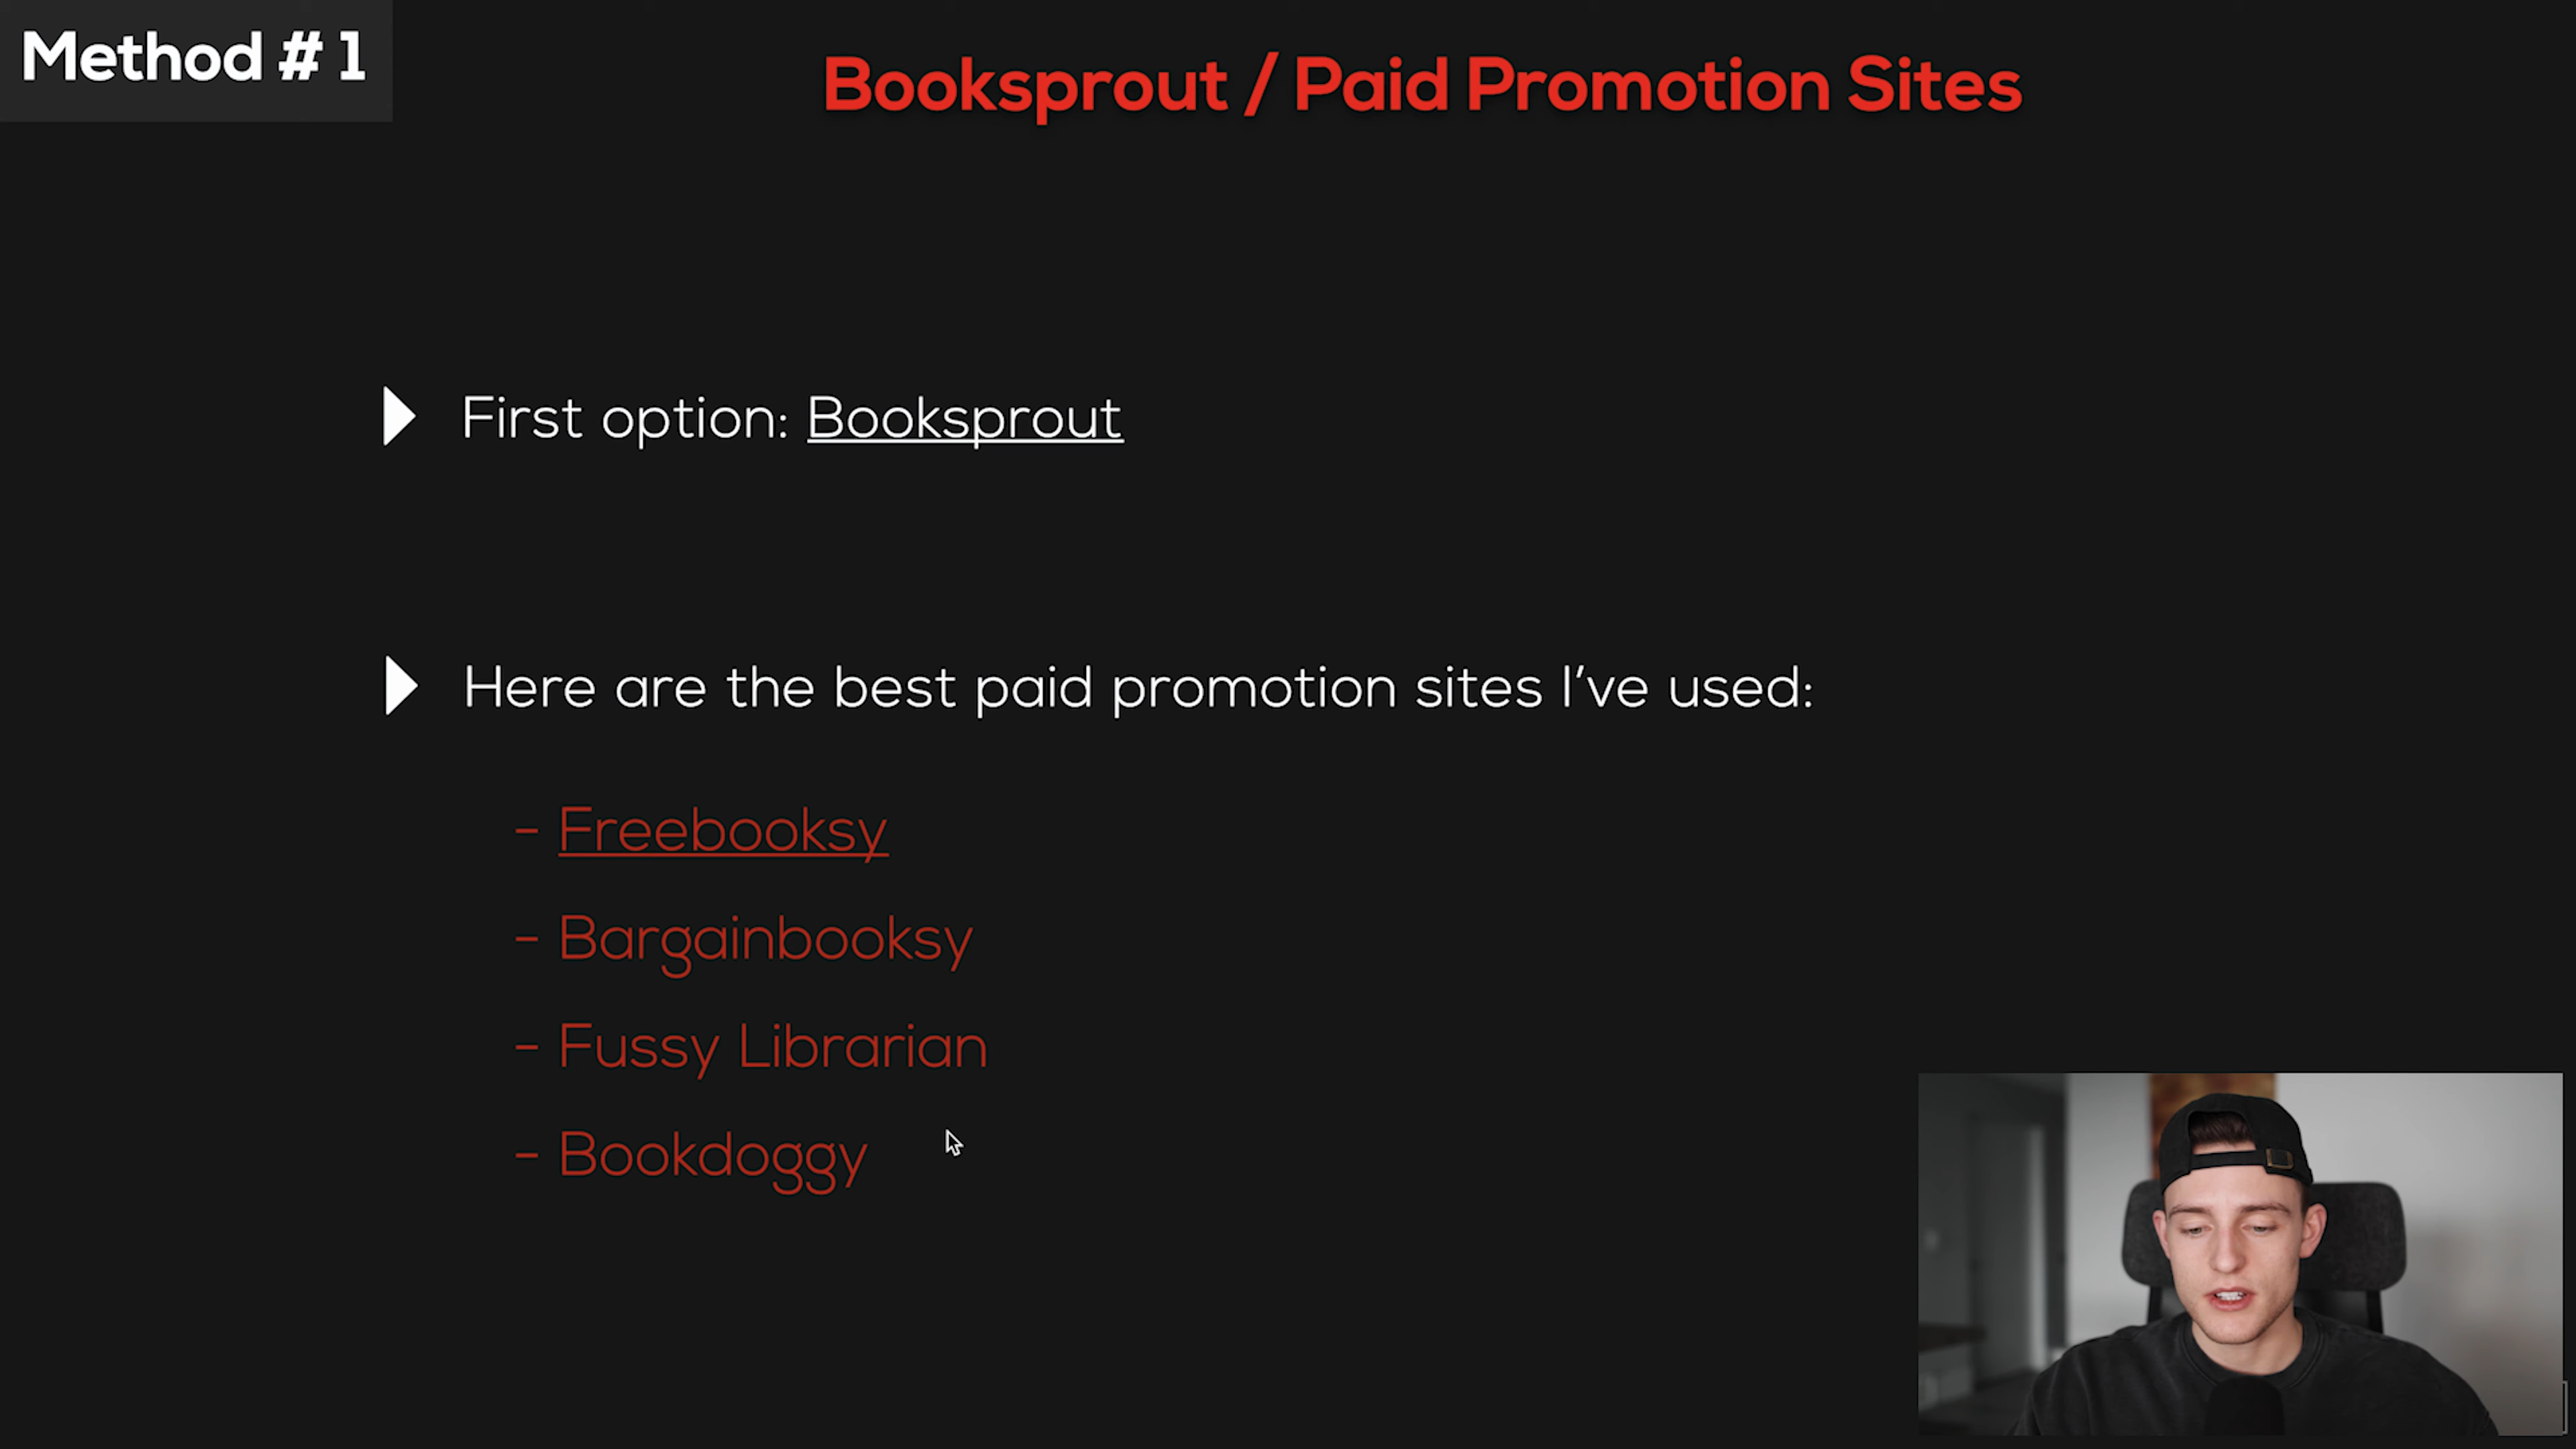 Method # 1
Booksprout / Paid Promotion Sites
First option: Booksprout
Here are the best paid promotion sites I've used:
- Freebooksy
- Bargainbooksy
- Fussy Librarian
- Bookdoggy